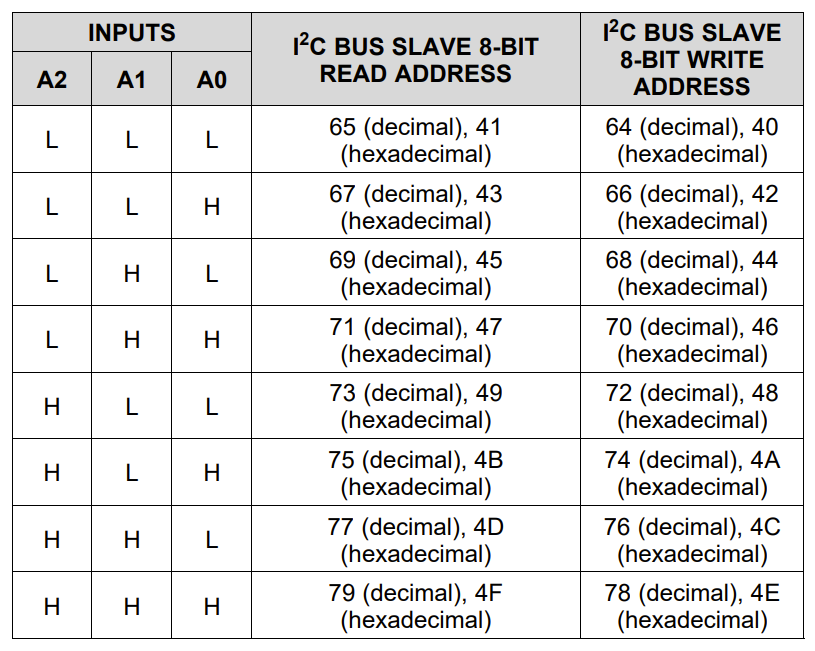 INPUTS
I²C BUS SLAVE 8-BIT
READ ADDRESS
I²C BUS SLAVE
8-BIT WRITE
ADDRESS
A2 A1 A0
L L L
65 (decimal), 41
(hexadecimal)
64 (decimal), 40
(hexadecimal)
L L H
67 (decimal), 43
(hexadecimal)
66 (decimal), 42
(hexadecimal)
L H L
69 (decimal), 45
(hexadecimal)
68 (decimal), 44
(hexadecimal)
L H H
71 (decimal), 47
(hexadecimal)
70 (decimal), 46
(hexadecimal)
H L L
73 (decimal), 49
(hexadecimal)
72 (decimal), 48
(hexadecimal)
H L H
75 (decimal), 4B
(hexadecimal)
74 (decimal), 4A
(hexadecimal)
H H L
77 (decimal), 4D
(hexadecimal)
76 (decimal), 4C
(hexadecimal)
H H H
79 (decimal), 4F
(hexadecimal)
78 (decimal), 4E
(hexadecimal)